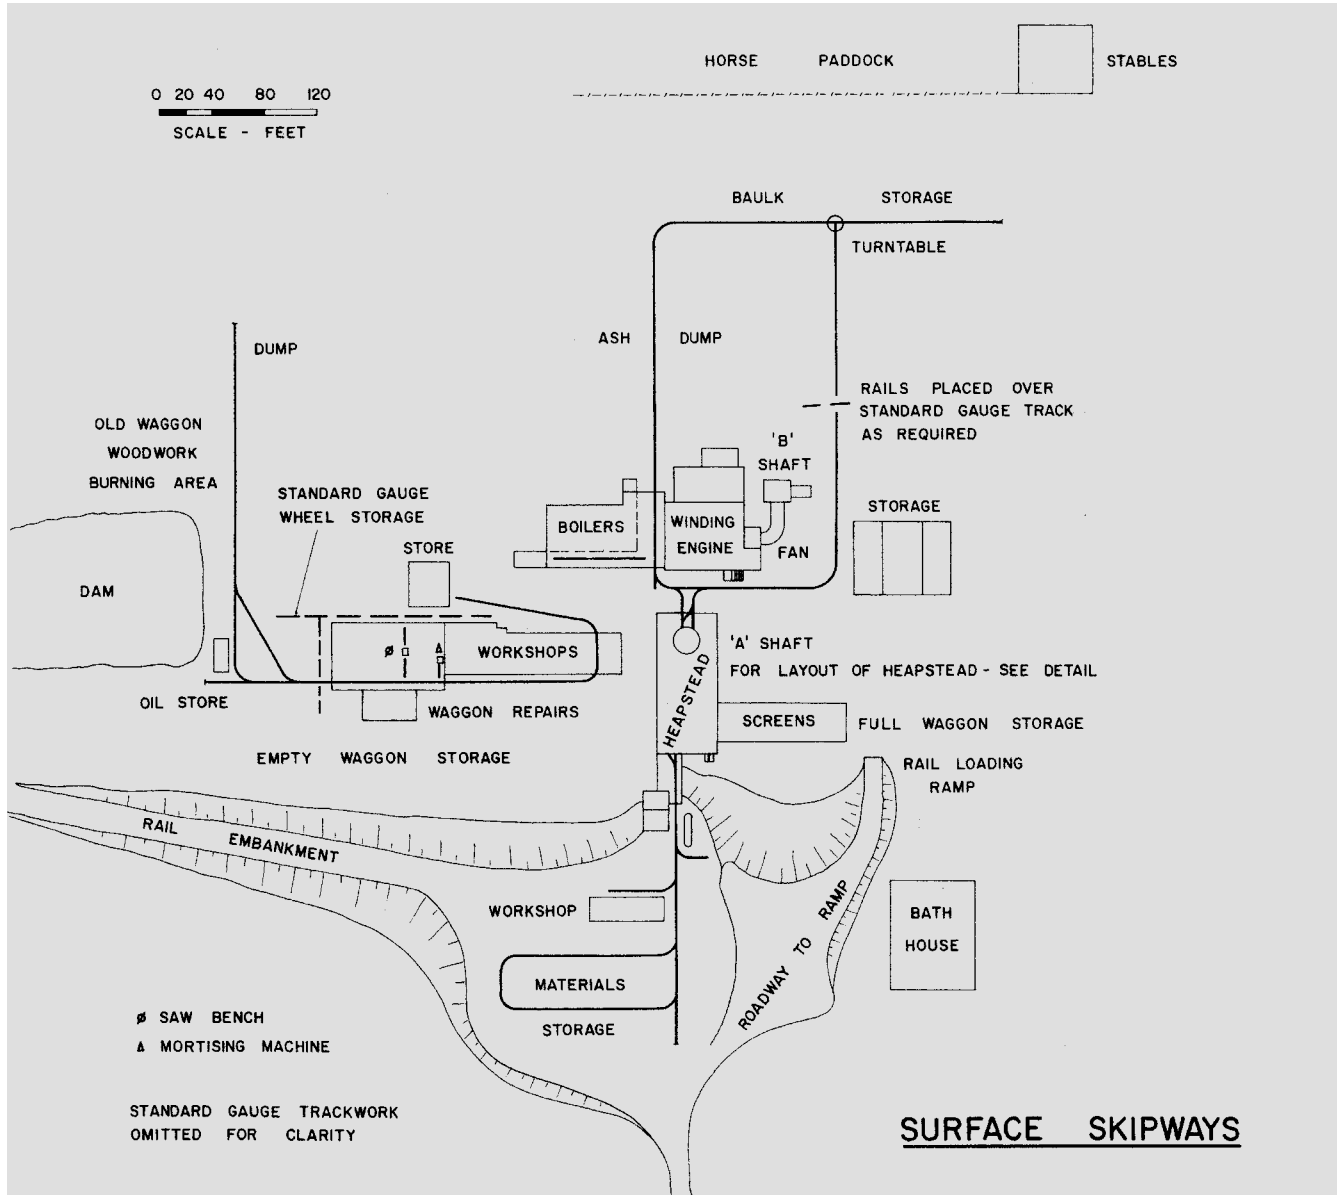 HORSE PADDOCK
STABLES
0 20 40 80 120
SCALE - FEET
BAULK STORAGE
TURNTABLE
DUMP
ASH DUMP
RAILS PLACED OVER
STANDARD GAUGE TRACK
AS REQUIRED
OLD WAGGON
WOODWORK
BURNING AREA
'B'
SHAFT
STANDARD GAUGE
WHEEL STORAGE
STORE
BOILERS
WINDING
ENGINE
FAN
STORAGE
DAM
WORKSHOPS
'A' SHAFT
FOR LAYOUT OF HEAPSTEAD - SEE DETAIL
HEAPSTEAD
OIL STORE
WAGGON REPAIRS
SCREENS
FULL WAGGON STORAGE
EMPTY WAGGON STORAGE
RAIL LOADING
RAMP
RAIL EMBANKMENT
WORKSHOP
ROADWAY TO RAMP
BATH
HOUSE
MATERIALS
STORAGE
ø SAW BENCH
∆ MORTISING MACHINE
STANDARD GAUGE TRACKWORK
OMITTED FOR CLARITY
SURFACE SKIPWAYS